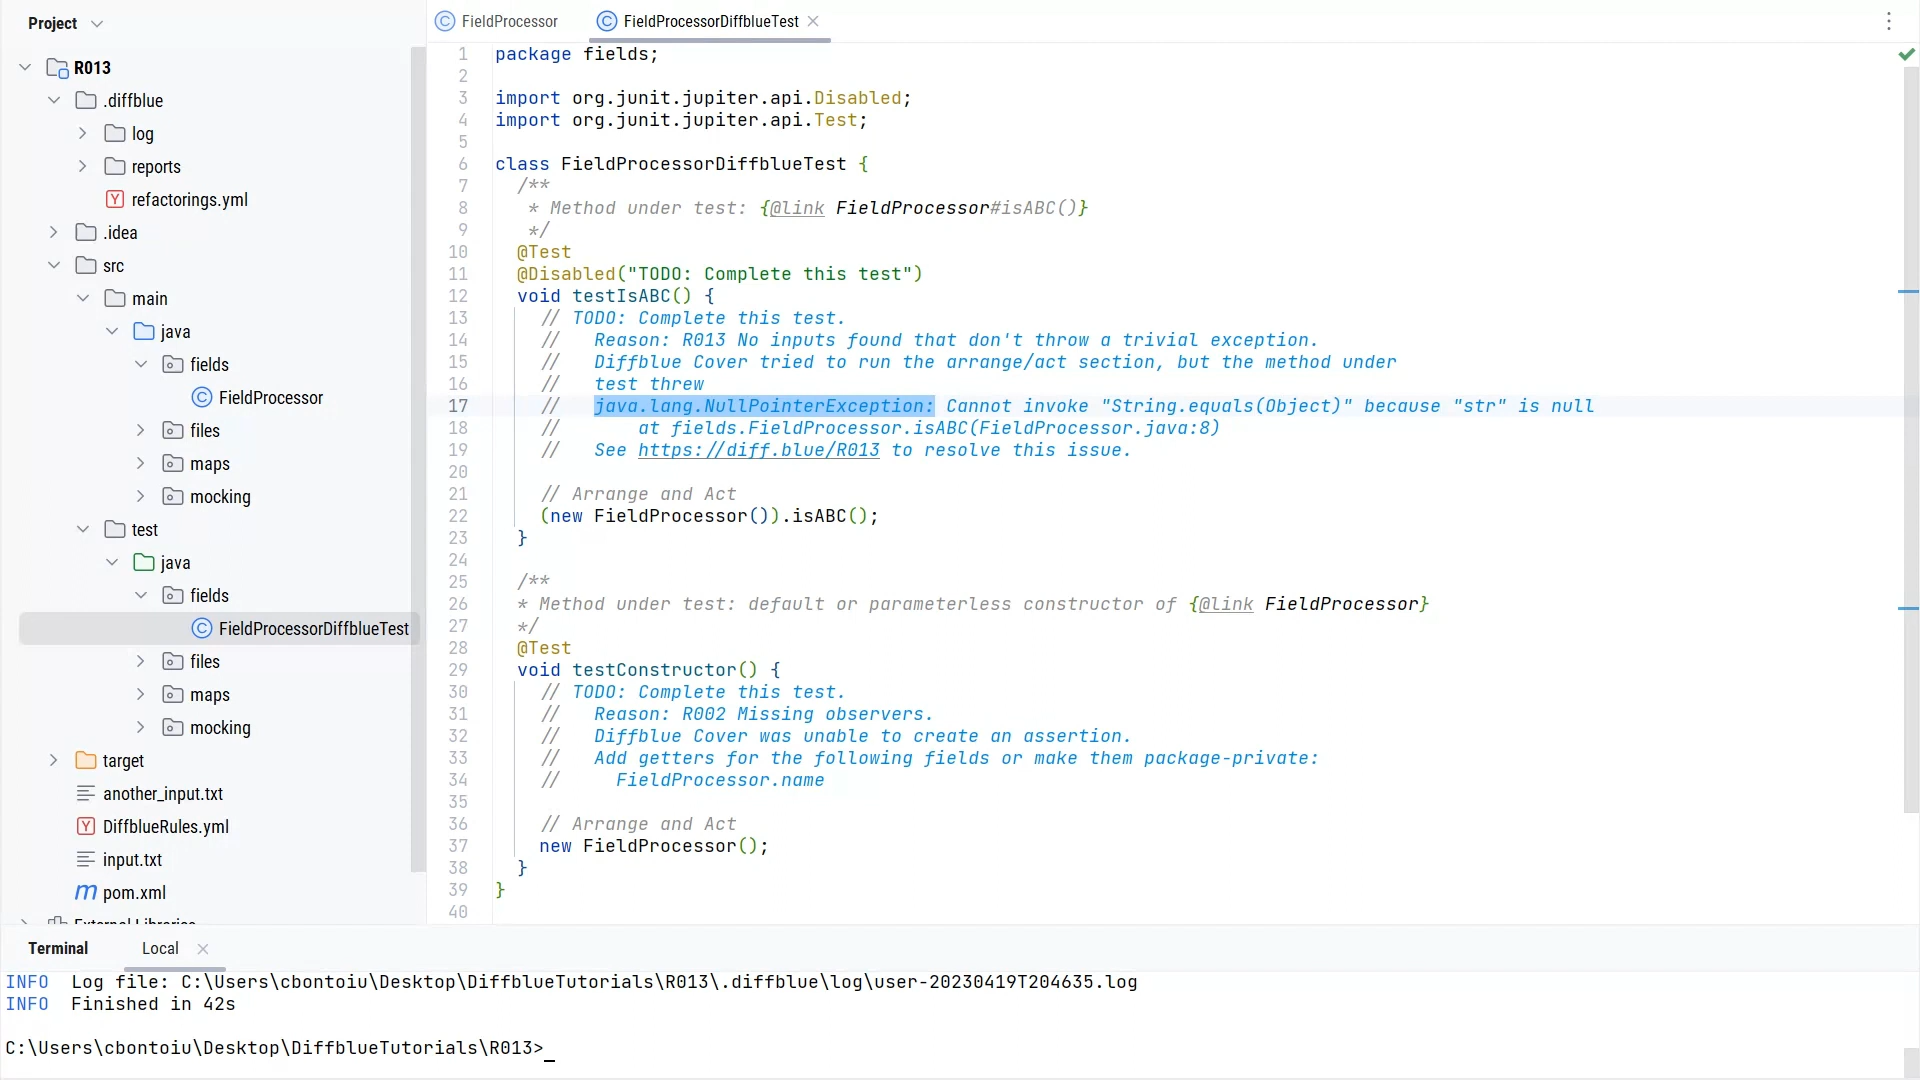 Project
R013
.diffblue
log
reports
refactorings.yml
.idea
src
main
java
fields
FieldProcessor
files
maps
mocking
test
java
fields
FieldProcessorDiffblueTest
files
maps
mocking
target
another_input.txt
DiffblueRules.yml
input.txt
pom.xml
External Libraries
FieldProcessor
FieldProcessorDiffblueTest
1 package fields;
2
3 import org.junit.jupiter.api.Disabled;
4 import org.junit.jupiter.api.Test;
5
6 class FieldProcessorDiffblueTest {
7 /**
8 * Method under test: {@link FieldProcessor#isABC()}
9 */
10 @Test
11 @Disabled("TODO: Complete this test")
12 void testIsABC() {
13 // TODO: Complete this test.
14 // Reason: R013 No inputs found that don't throw a trivial exception.
15 // Diffblue Cover tried to run the arrange/act section, but the method under
16 // test threw
17 // java.lang.NullPointerException: Cannot invoke "String.equals(Object)" because "str" is null
18 // at fields.FieldProcessor.isABC(FieldProcessor.java:8)
19 // See https://diff.blue/R013 to resolve this issue.
20
21 // Arrange and Act
22 (new FieldProcessor()).isABC();
23 }
24
25 /**
26 * Method under test: default or parameterless constructor of {@link FieldProcessor}
27 */
28 @Test
29 void testConstructor() {
30 // TODO: Complete this test.
31 // Reason: R002 Missing observers.
32 // Diffblue Cover was unable to create an assertion.
33 // Add getters for the following fields or make them package-private:
34 // FieldProcessor.name
35
36 // Arrange and Act
37 new FieldProcessor();
38 }
39 }
40
Terminal Local
INFO Log file: C:\Users\cbontoiu\Desktop\DiffblueTutorials\R013\.diffblue\log\user-20230419T204635.log
INFO Finished in 42s
C:\Users\cbontoiu\Desktop\DiffblueTutorials\R013>_